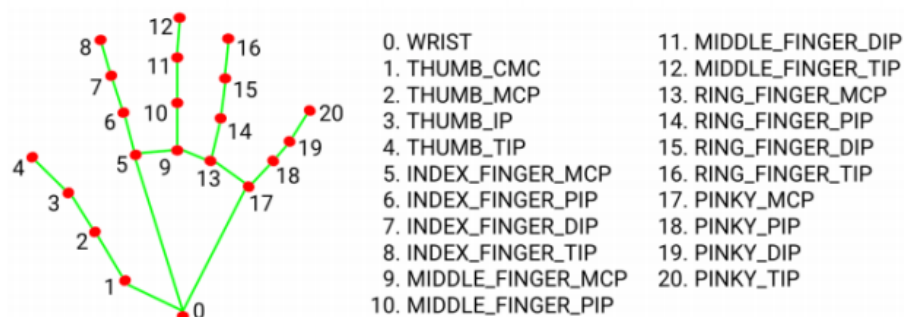 12
8
16
11
7
15
10
20
6
14
19
4
5
9
13
18
3
17
2
1
0
0. WRIST
1. THUMB_CMC
2. THUMB_MCP
3. THUMB_IP
4. THUMB_TIP
5. INDEX_FINGER_MCP
6. INDEX_FINGER_PIP
7. INDEX_FINGER_DIP
8. INDEX_FINGER_TIP
9. MIDDLE_FINGER_MCP
10. MIDDLE_FINGER_PIP
11. MIDDLE_FINGER_DIP
12. MIDDLE_FINGER_TIP
13. RING_FINGER_MCP
14. RING_FINGER_PIP
15. RING_FINGER_DIP
16. RING_FINGER_TIP
17. PINKY_MCP
18. PINKY_PIP
19. PINKY_DIP
20. PINKY_TIP